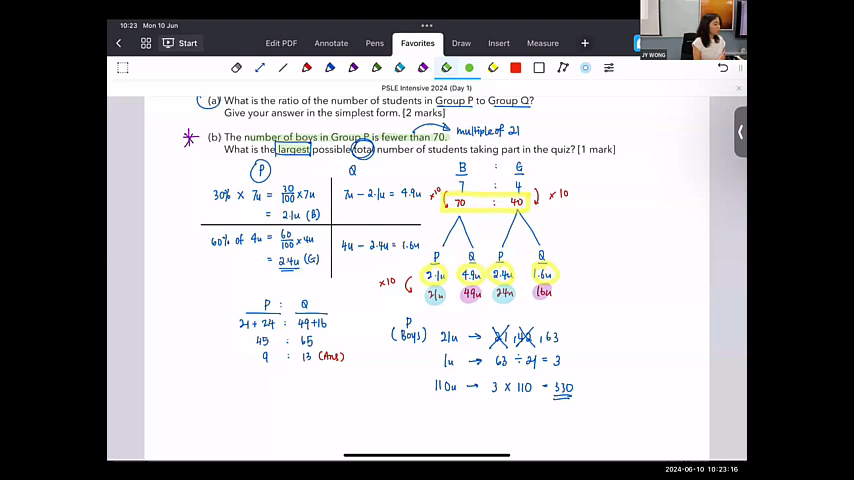 10:23 Mon 10 Jun
Start
Edit PDF Annotate Pens Favorites Draw Insert Measure
JY WONG
PSLE Intensive 2024 (Day 1)
(a) What is the ratio of the number of students in Group P to Group Q?
Give your answer in the simplest form. [2 marks]
(b) The number of boys in Group P is fewer than 70. multiple of 21
What is the largest possible total number of students taking part in the quiz? [1 mark]
P Q
30% × 7u = 30/100 × 7u
= 2.1u (B)
7u − 2.1u = 4.9u
60% of 4u = 60/100 × 4u
= 2.4u (G)
4u − 2.4u = 1.6u
B : G
7 : 4
×10 70 : 40 × 10
P Q P Q
2.1u 4.9u 2.4u 1.6u
×10
21u 49u 24u 16u
P : Q
21 + 24 : 49 + 16
45 : 65
9 : 13 (Ans)
P
(Boys) 21u → 21, 42, 63
1u → 63 ÷ 21 = 3
110u → 3 × 110 = 330
2024-06-10 10:23:16